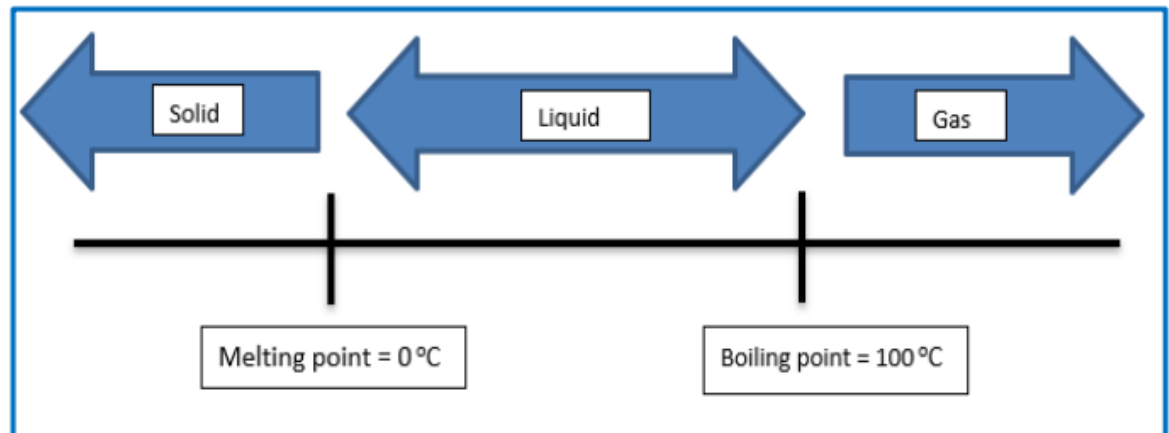 Solid
Liquid
Gas
Melting point = 0 °C
Boiling point = 100 °C